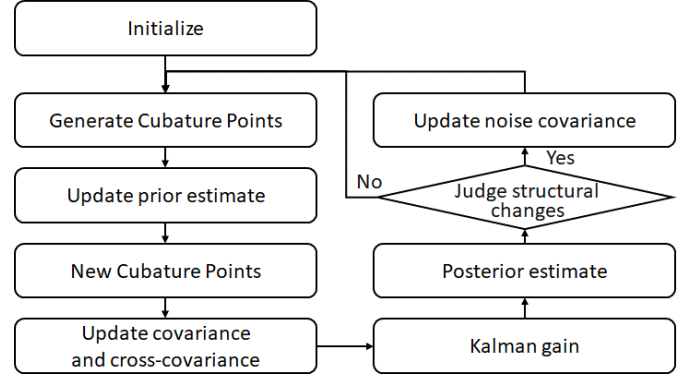 Initialize
Generate Cubature Points
Update prior estimate
New Cubature Points
Update covariance
and cross-covariance
Kalman gain
Posterior estimate
Judge structural
changes
No
Yes
Update noise covariance